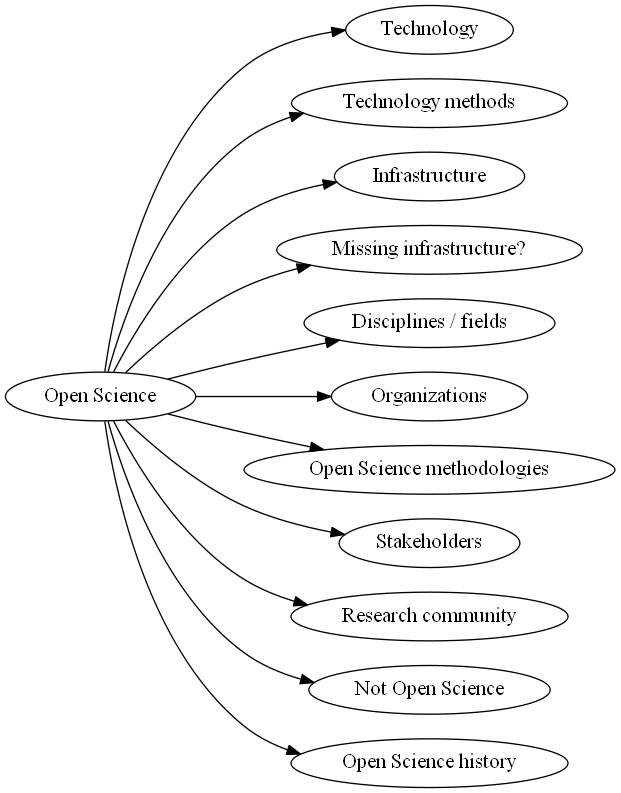 Technology
Technology methods
Infrastructure
Missing infrastructure?
Disciplines / fields
Open Science
Organizations
Open Science methodologies
Stakeholders
Research community
Not Open Science
Open Science history